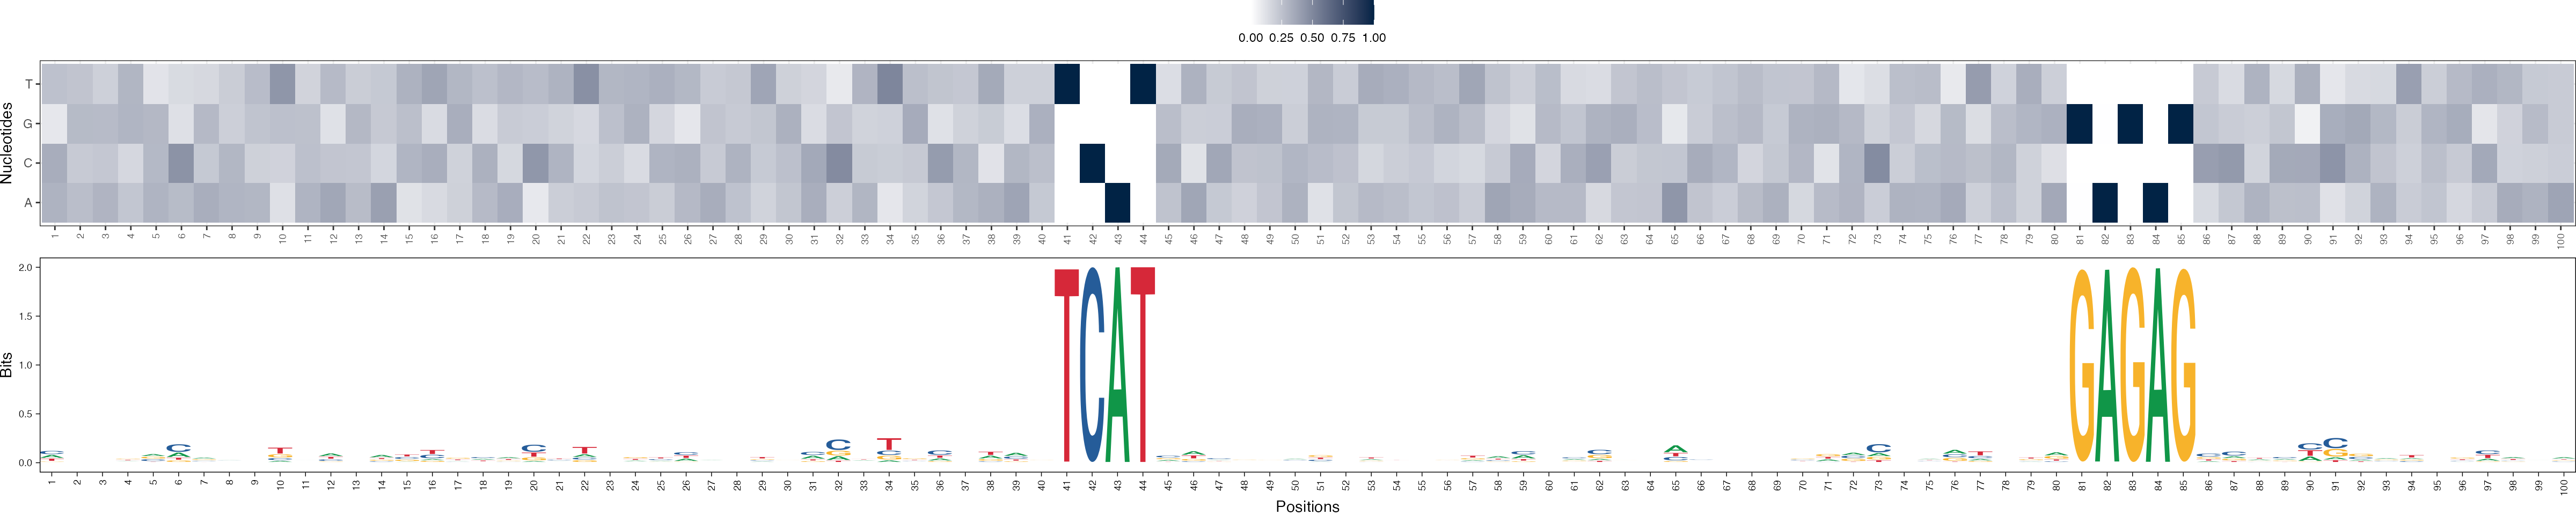 0.00 0.25 0.50 0.75 1.00
Nucleotides
T
G
C
A
1 2 3 4 5 6 7 8 9 10 11 12 13 14 15 16 17 18 19 20 21 22 23 24 25 26 27 28 29 30 31 32 33 34 35 36 37 38 39 40 41 42 43 44 45 46 47 48 49 50 51 52 53 54 55 56 57 58 59 60 61 62 63 64 65 66 67 68 69 70 71 72 73 74 75 76 77 78 79 80 81 82 83 84 85 86 87 88 89 90 91 92 93 94 95 96 97 98 99 100
Bits
2.0
1.5
1.0
0.5
0.0
TCAT GAGAG
1 2 3 4 5 6 7 8 9 10 11 12 13 14 15 16 17 18 19 20 21 22 23 24 25 26 27 28 29 30 31 32 33 34 35 36 37 38 39 40 41 42 43 44 45 46 47 48 49 50 51 52 53 54 55 56 57 58 59 60 61 62 63 64 65 66 67 68 69 70 71 72 73 74 75 76 77 78 79 80 81 82 83 84 85 86 87 88 89 90 91 92 93 94 95 96 97 98 99 100
Positions